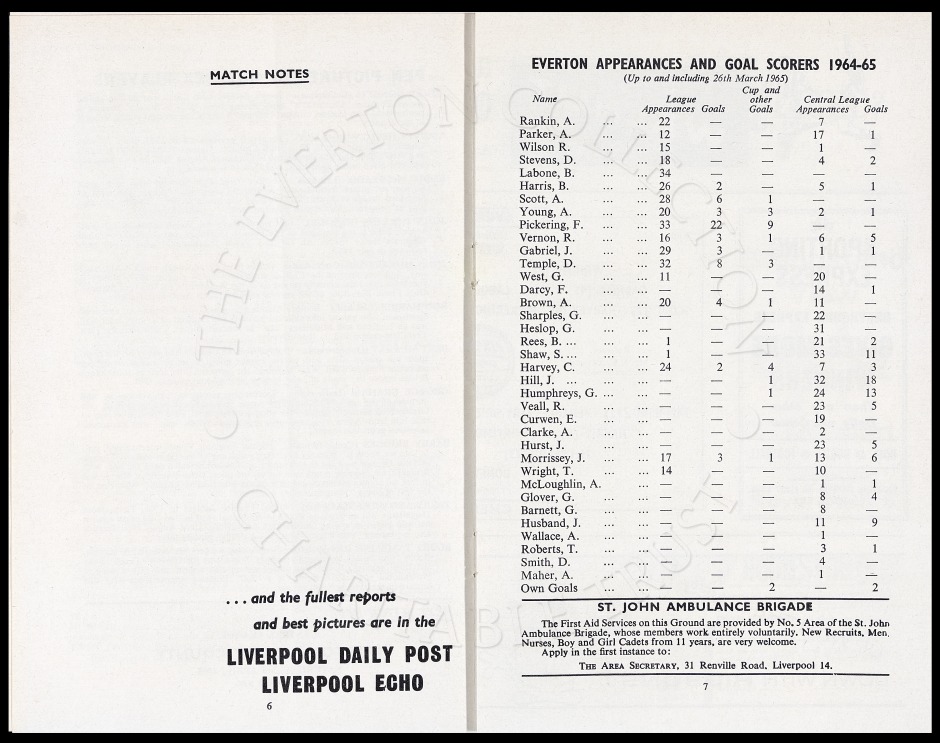 MATCH NOTES
... and the fullest reports
and best pictures are in the
LIVERPOOL DAILY POST
LIVERPOOL ECHO
6
EVERTON APPEARANCES AND GOAL SCORERS 1964-65
(Up to and including 26th March 1965)
Name League Appearances Goals Cup and other Goals Central League Appearances Goals
Rankin, A. ... ... 22 — — 7 —
Parker, A. ... ... 12 — — 17 1
Wilson R. ... ... 15 — — 1 —
Stevens, D. ... ... 18 — — 4 2
Labone, B. ... ... 34 — — — —
Harris, B. ... ... 26 2 — 5 1
Scott, A. ... ... 28 6 1 — —
Young, A. ... ... 20 3 3 2 1
Pickering, F. ... ... 33 22 9 — —
Vernon, R. ... ... 16 3 1 6 5
Gabriel, J. ... ... 29 3 — 1 1
Temple, D. ... ... 32 8 3 — —
West, G. ... ... 11 — — 20 —
Darcy, F. ... ... — — — 14 1
Brown, A. ... ... 20 4 1 11 —
Sharples, G. ... ... — — — 22 —
Heslop, G. ... ... — — — 31 —
Rees, B. ... ... ... 1 — — 21 2
Shaw, S. ... ... ... 1 — — 33 11
Harvey, C. ... ... 24 2 4 7 3
Hill, J. ... ... ... — — 1 32 18
Humphreys, G. ... ... — — 1 24 13
Veall, R. ... ... — — — 23 5
Curwen, E. ... ... — — — 19 —
Clarke, A. ... ... — — — 2 —
Hurst, J. ... ... — — — 23 5
Morrissey, J. ... ... 17 3 1 13 6
Wright, T. ... ... 14 — — 10 —
McLoughlin, A. ... — — — 1 1
Glover, G. ... ... — — — 8 4
Barnett, G. ... ... — — — 8 —
Husband, J. ... ... — — — 11 9
Wallace, A. ... ... — — — 1 —
Roberts, T. ... ... — — — 3 1
Smith, D. ... ... — — — 4 —
Maher, A. ... ... — — — 1 —
Own Goals ... ... — — 2 — 2
ST. JOHN AMBULANCE BRIGADE
The First Aid Services on this Ground are provided by No. 5 Area of the St. John
Ambulance Brigade, whose members work entirely voluntarily. New Recruits, Men,
Nurses, Boy and Girl Cadets from 11 years, are very welcome.
Apply in the first instance to:
THE AREA SECRETARY, 31 Renville Road, Liverpool 14.
7
THE EVERTON COLLECTION
CHARITABLE TRUST